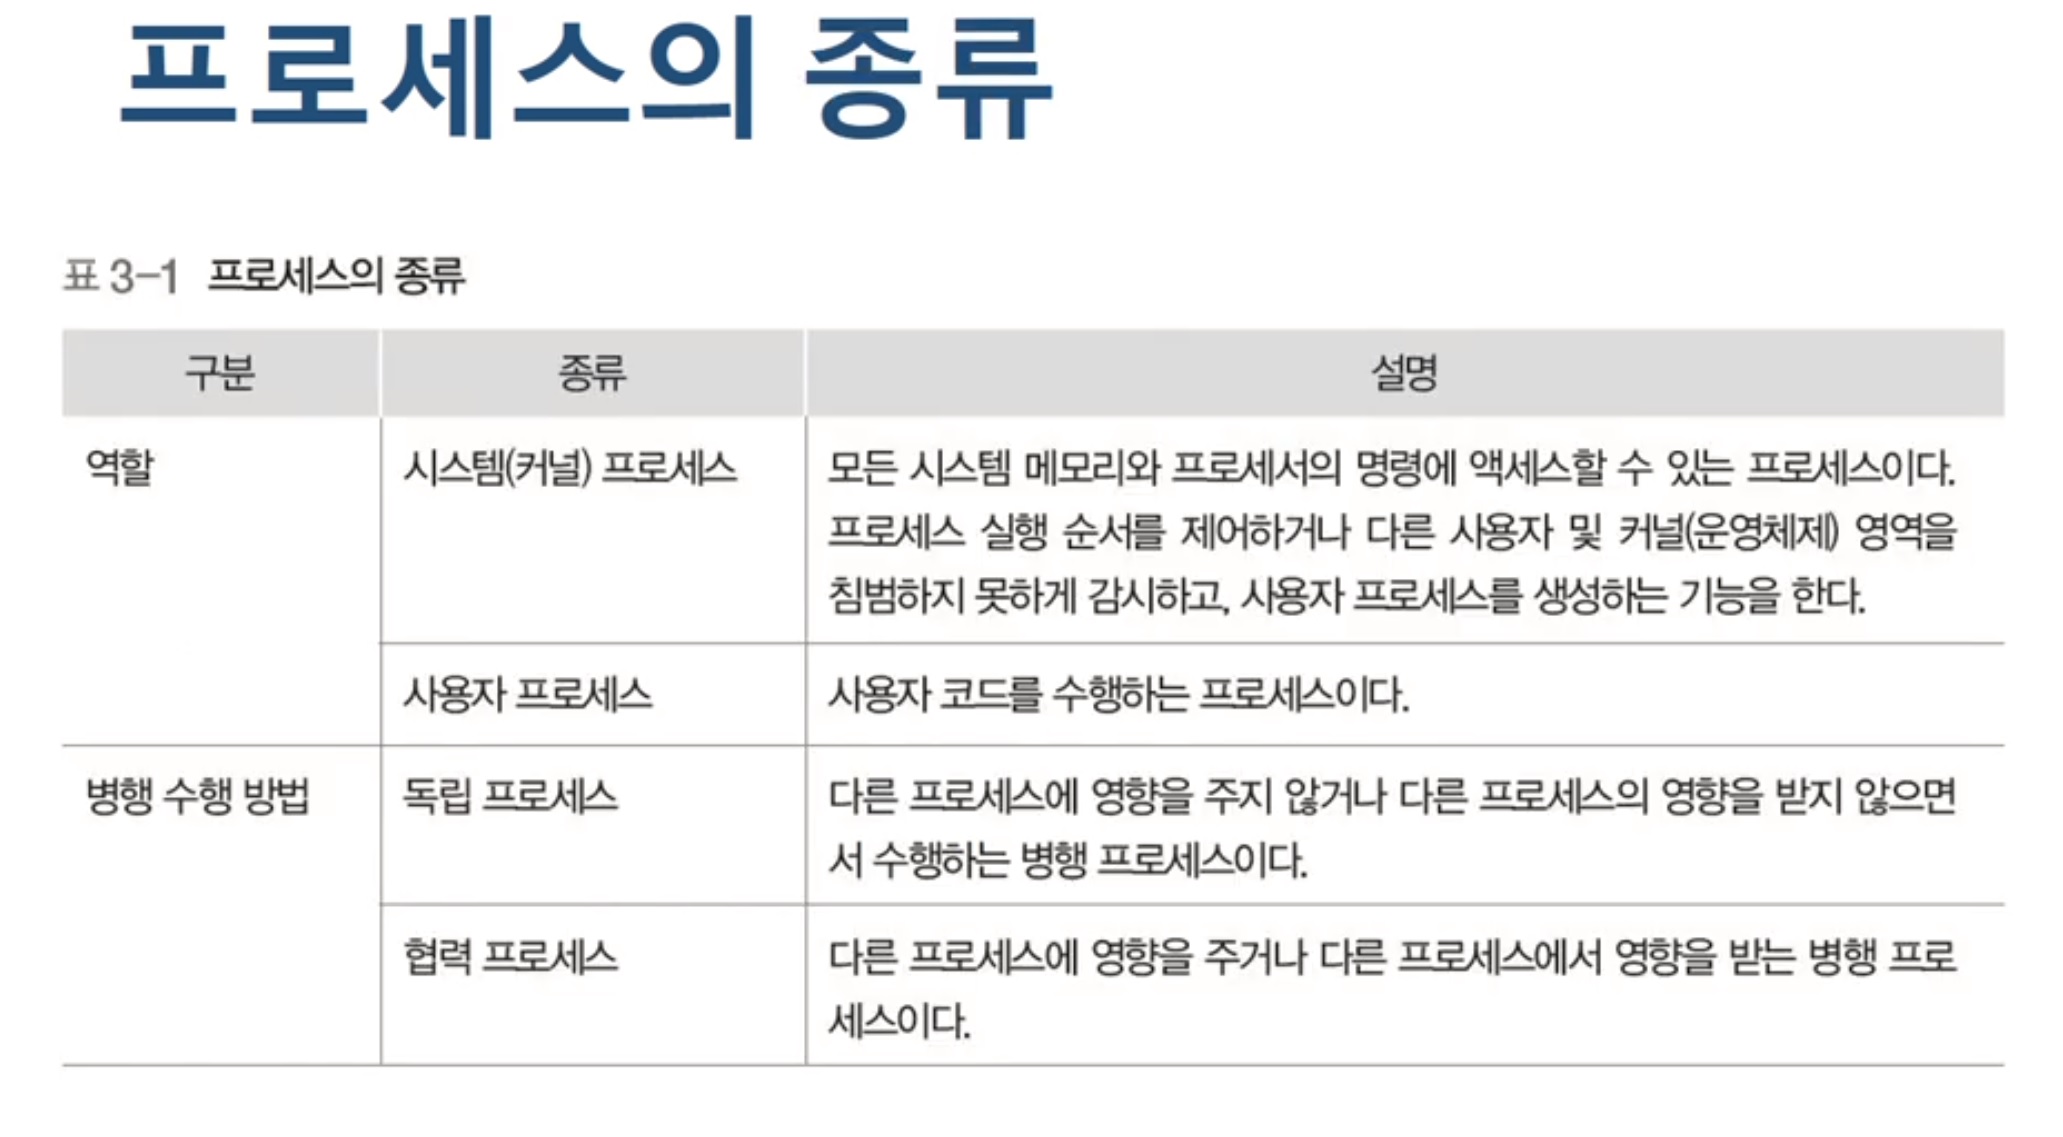 프로세스의 종류
표 3-1 프로세스의 종류
구분 종류 설명
역할 시스템(커널) 프로세스 모든 시스템 메모리와 프로세서의 명령에 액세스할 수 있는 프로세스이다.
프로세스 실행 순서를 제어하거나 다른 사용자 및 커널(운영체제) 영역을
침범하지 못하게 감시하고, 사용자 프로세스를 생성하는 기능을 한다.
사용자 프로세스 사용자 코드를 수행하는 프로세스이다.
병행 수행 방법 독립 프로세스 다른 프로세스에 영향을 주지 않거나 다른 프로세스의 영향을 받지 않으면
서 수행하는 병행 프로세스이다.
협력 프로세스 다른 프로세스에 영향을 주거나 다른 프로세스에서 영향을 받는 병행 프로
세스이다.